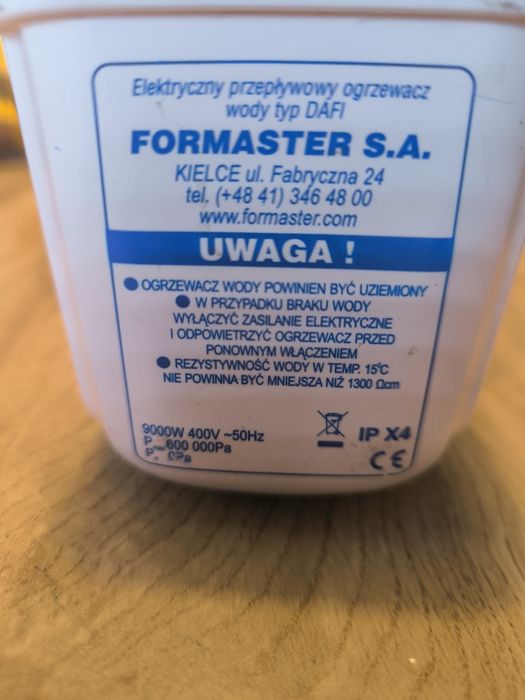 Elektryczny przepływowy ogrzewacz
wody typ DAFI
FORMASTER S.A.
KIELCE ul. Fabryczna 24
tel. (+48 41) 346 48 00
www.formaster.com
UWAGA !
● OGRZEWACZ WODY POWINIEN BYĆ UZIEMIONY
● W PRZYPADKU BRAKU WODY
WYŁĄCZYĆ ZASILANIE ELEKTRYCZNE
I ODPOWIETRZYĆ OGRZEWACZ PRZED
PONOWNYM WŁĄCZENIEM
● REZYSTYWNOŚĆ WODY W TEMP. 15°C
NIE POWINNA BYĆ MNIEJSZA NIŻ 1300 Ωcm
9000W 400V ~50Hz
P 600 000Pa
P 0Pa
IP X4
CE